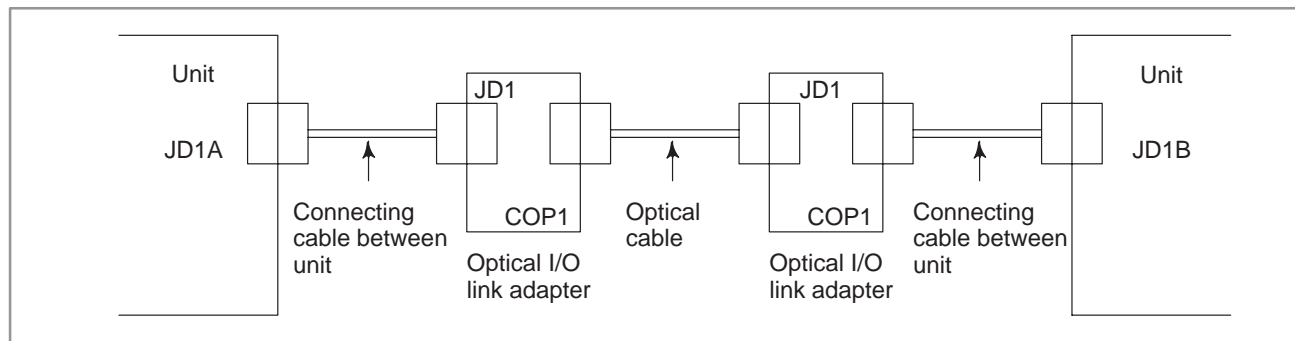 Unit
JD1A
Connecting
cable between
unit
JD1
COP1
Optical I/O
link adapter
Optical
cable
JD1
COP1
Optical I/O
link adapter
Connecting
cable between
unit
Unit
JD1B